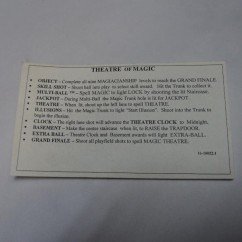 THEATRE OF MAGIC
• OBJECT - Complete all nine MAGICIANSHIP levels to reach the GRAND FINALE.
• SKILL SHOT - Shoot ball into play to select award. Hit the Trunk to collect it.
• MULTI-BALL - Spell MAGIC to light LOCK by shooting the lit Staircase.
• JACKPOT - During Multi-Ball the Magic Trunk hole is lit for JACKPOT.
• THEATRE - When lit, shoot up the left lane to spell THEATRE.
• ILLUSIONS - Hit the Magic Trunk to light "Start Illusion". Shoot into the Trunk to begin the Illusion.
• CLOCK - The right lane shot will advance the THEATRE CLOCK to Midnight.
• BASEMENT - Make the center staircase when lit, to RAISE the TRAPDOOR.
• EXTRA BALL - Theatre Clock and Basement awards will light EXTRA-BALL.
• GRAND FINALE - Shoot all playfield shots to spell THEATRE MAGIC.